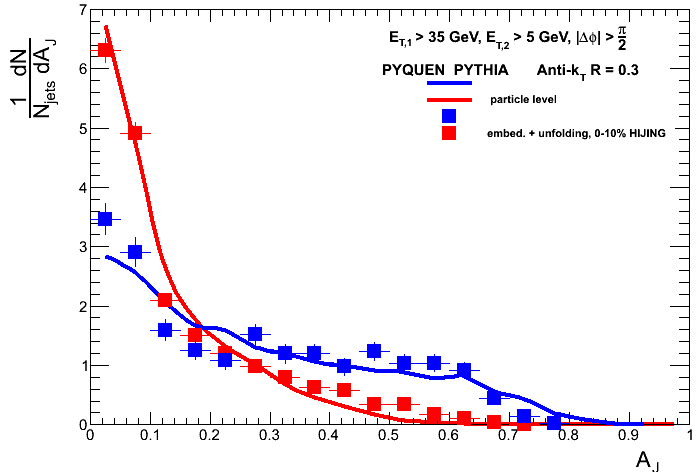 1 dN
N_jets dA_J
E_T,1 > 35 GeV, E_T,2 > 5 GeV, |Δϕ| > π/2
PYQUEN PYTHIA Anti-k_T R = 0.3
particle level
embed. + unfolding, 0-10% HIJING
7
6
5
4
3
2
1
0
0 0.1 0.2 0.3 0.4 0.5 0.6 0.7 0.8 0.9 1
A_J